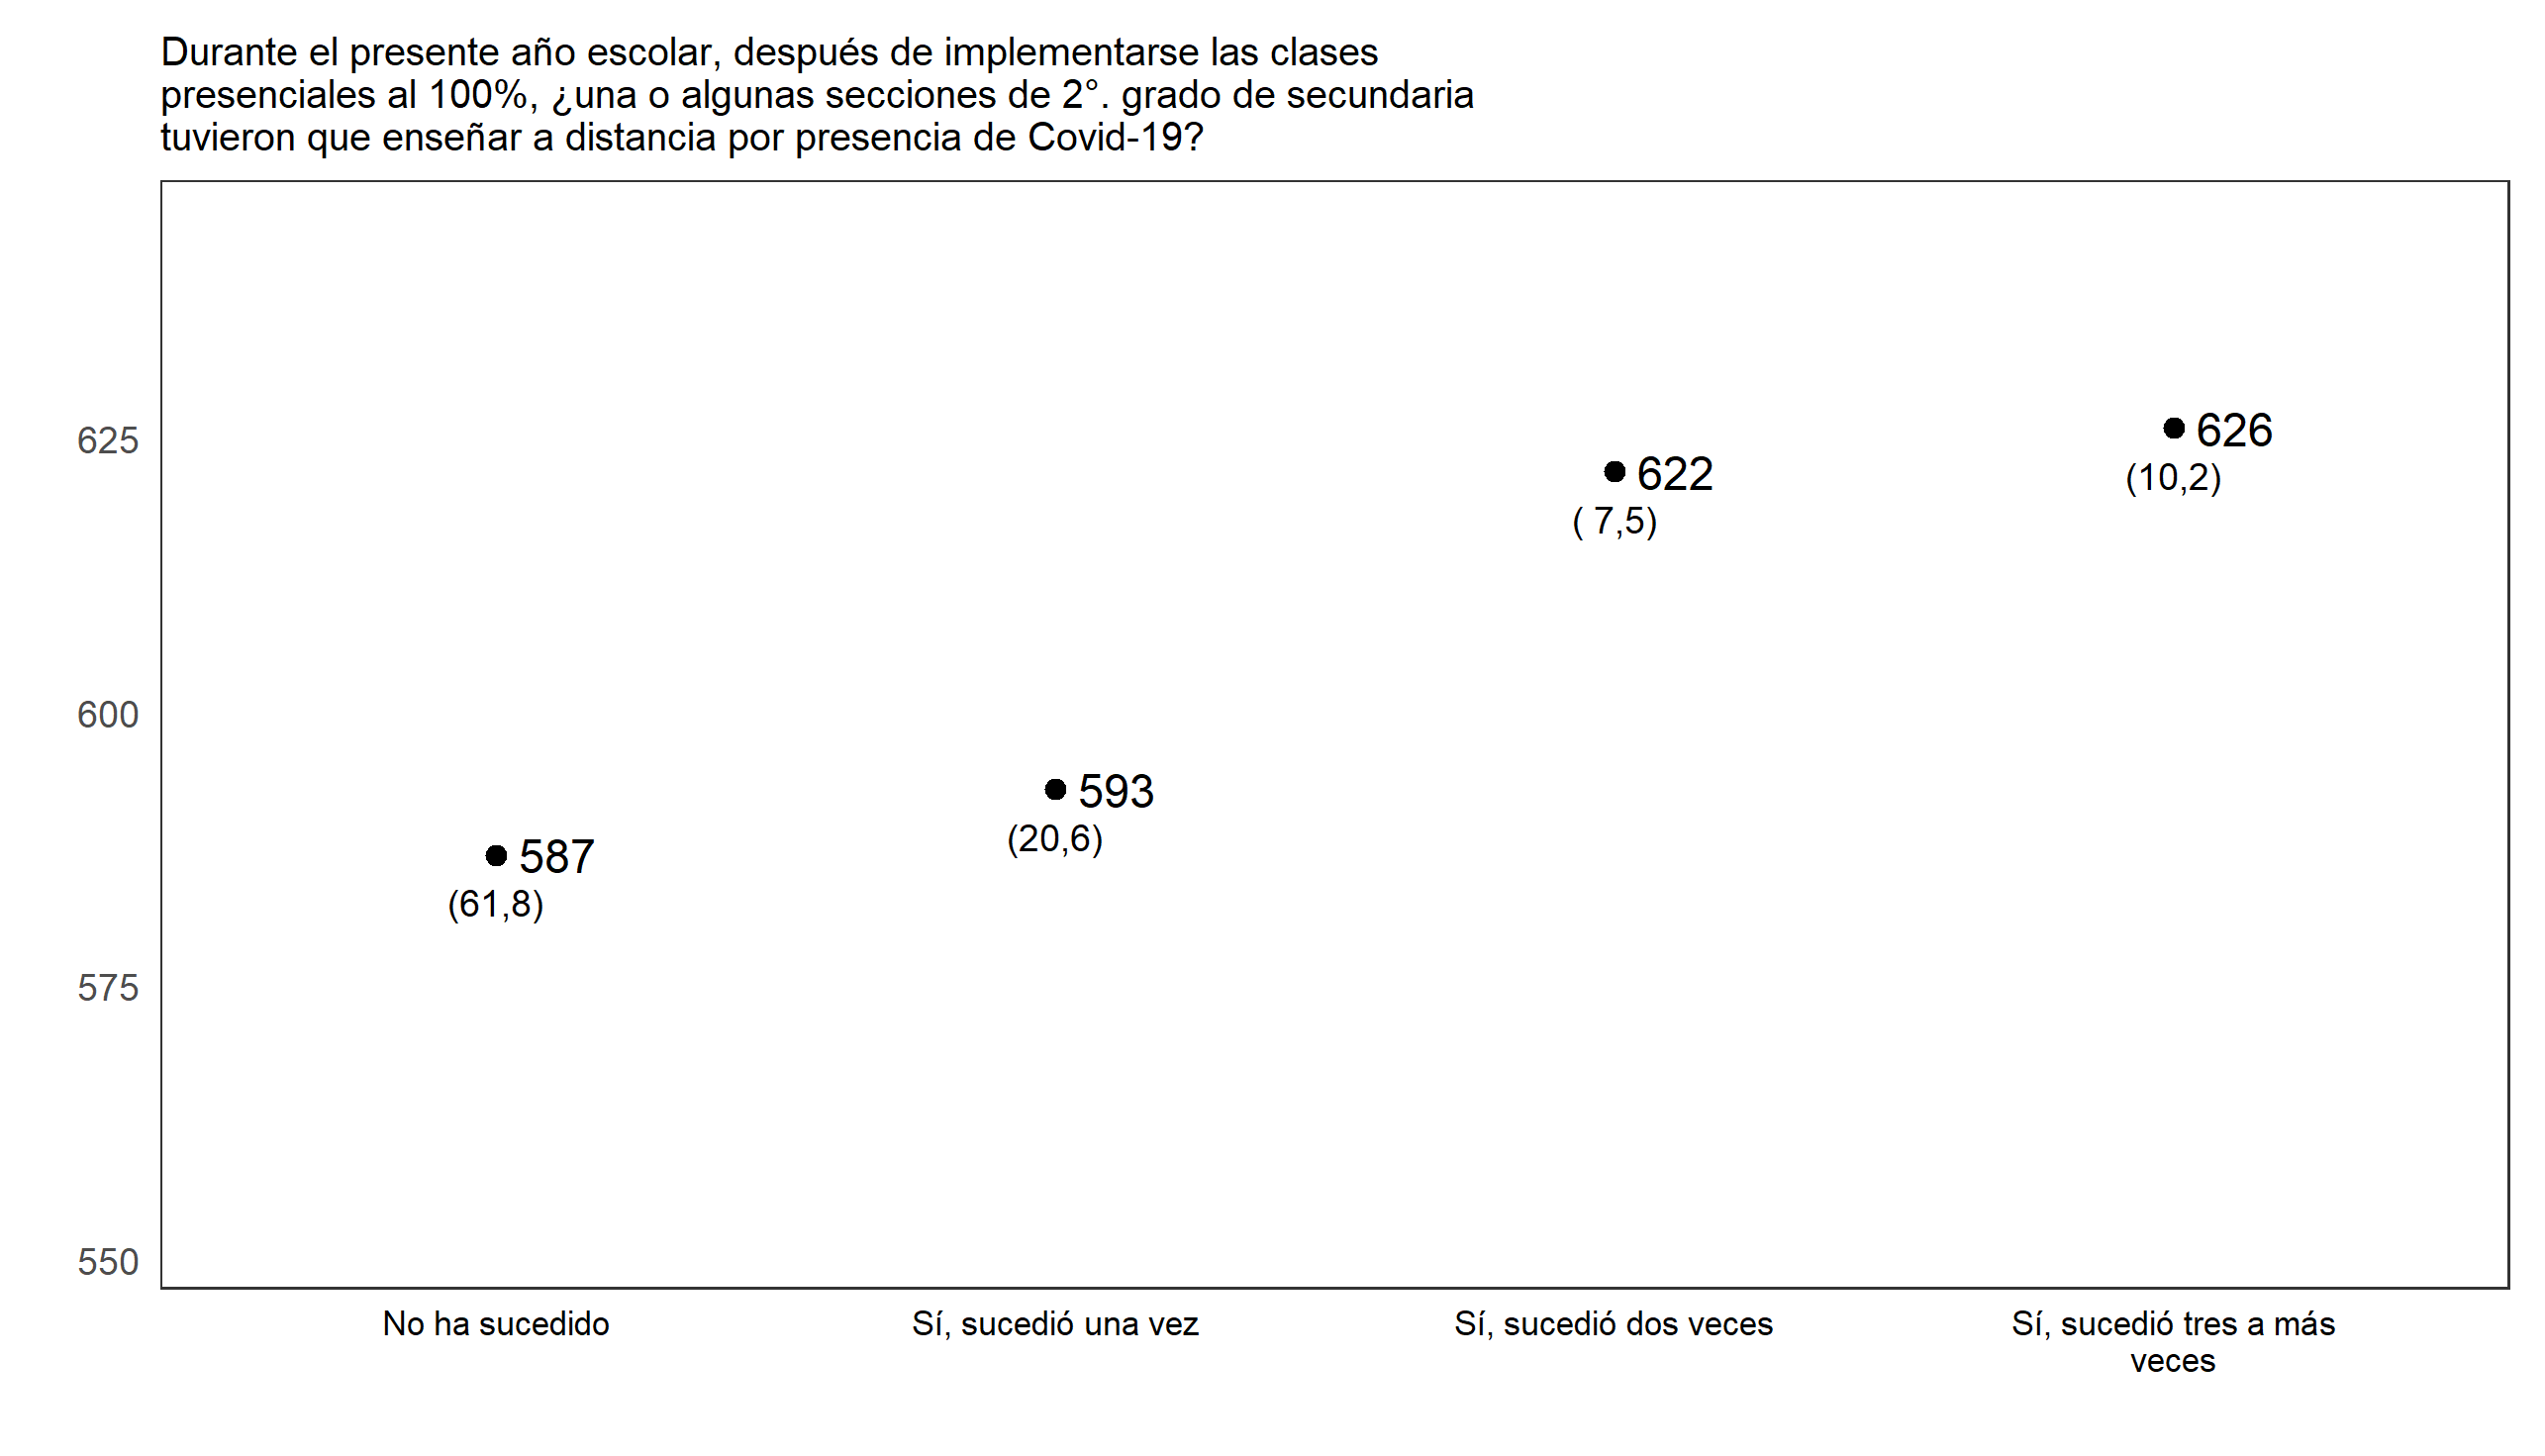 Durante el presente año escolar, después de implementarse las clases
presenciales al 100%, ¿una o algunas secciones de 2°. grado de secundaria
tuvieron que enseñar a distancia por presencia de Covid-19?
625
600
575
550
626
(10,2)
622
( 7,5)
593
(20,6)
587
(61,8)
No ha sucedido
Sí, sucedió una vez
Sí, sucedió dos veces
Sí, sucedió tres a más
veces